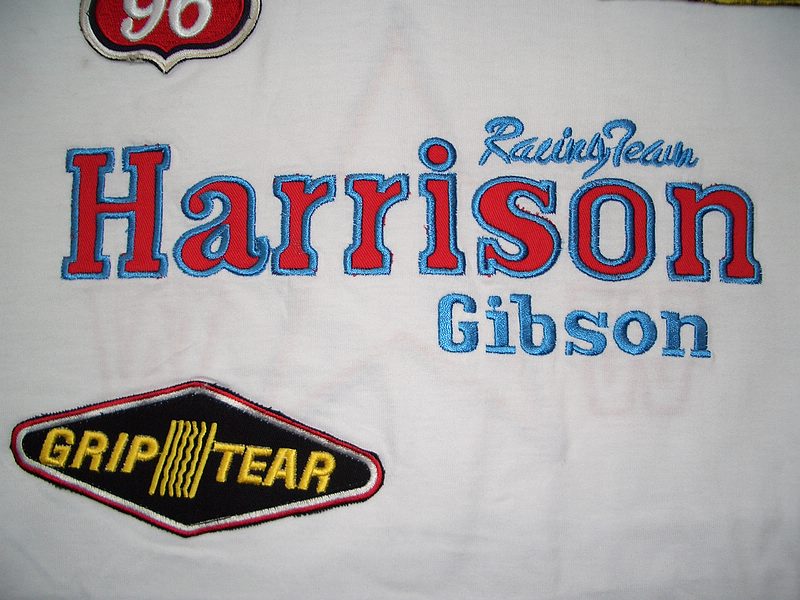 96
Racing Team
Harrison
Gibson
GRIP TEAR